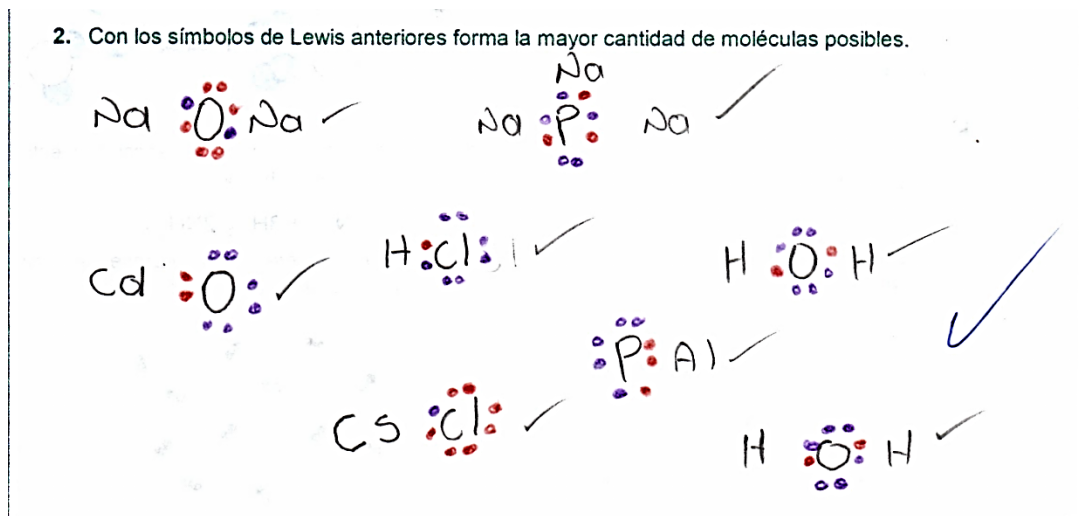 2. Con los símbolos de Lewis anteriores forma la mayor cantidad de moléculas posibles.
Na
Na O Na
Na P Na
H Cl
H O H
Cd O
P Al
Cs Cl
H O H